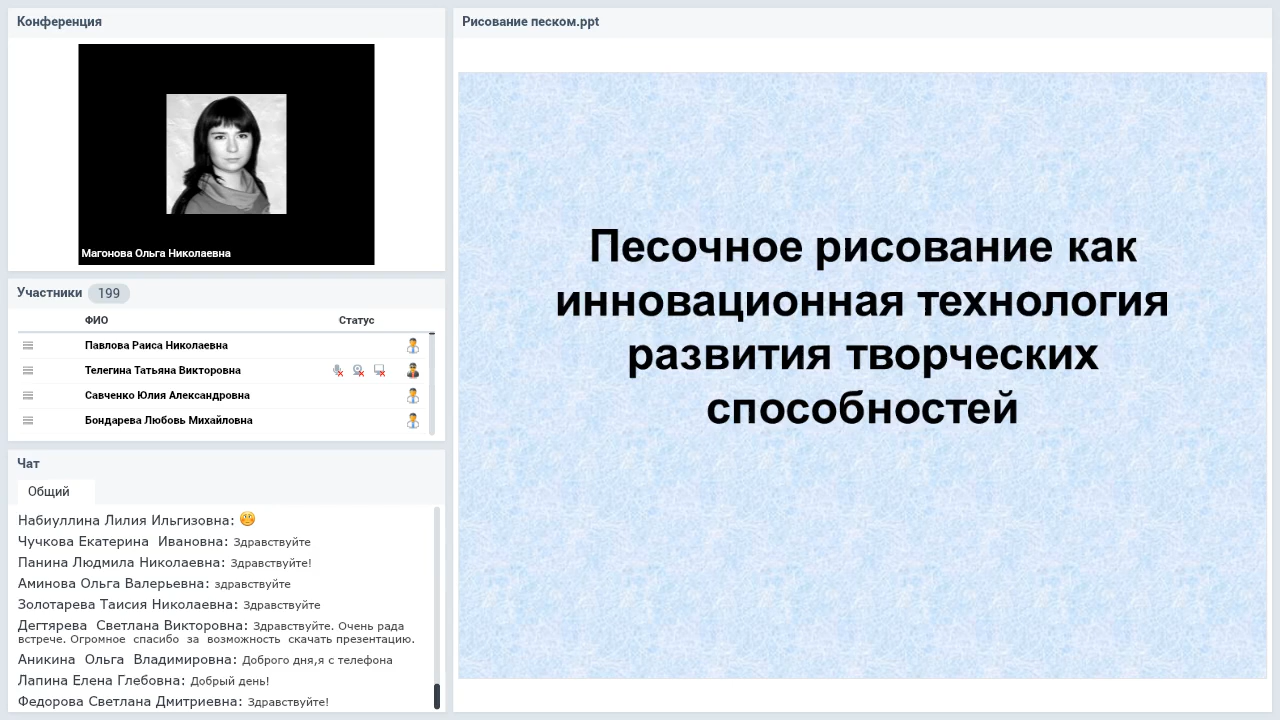 Конференция
Магонова Ольга Николаевна
Участники 199
ФИО Статус
Павлова Раиса Николаевна
Телегина Татьяна Викторовна
Савченко Юлия Александровна
Бондарева Любовь Михайловна
Чат
Общий
Набиуллина Лилия Ильгизовна:
Чучкова Екатерина Ивановна: Здравствуйте
Панина Людмила Николаевна: Здравствуйте!
Аминова Ольга Валерьевна: здравствуйте
Золотарева Таисия Николаевна: Здравствуйте
Дегтярева Светлана Викторовна: Здравствуйте. Очень рада
встрече. Огромное спасибо за возможность скачать презентацию.
Аникина Ольга Владимировна: Доброго дня,я с телефона
Лапина Елена Глебовна: Добрый день!
Федорова Светлана Дмитриевна: Здравствуйте!
Рисование песком.ppt
Песочное рисование как
инновационная технология
развития творческих
способностей